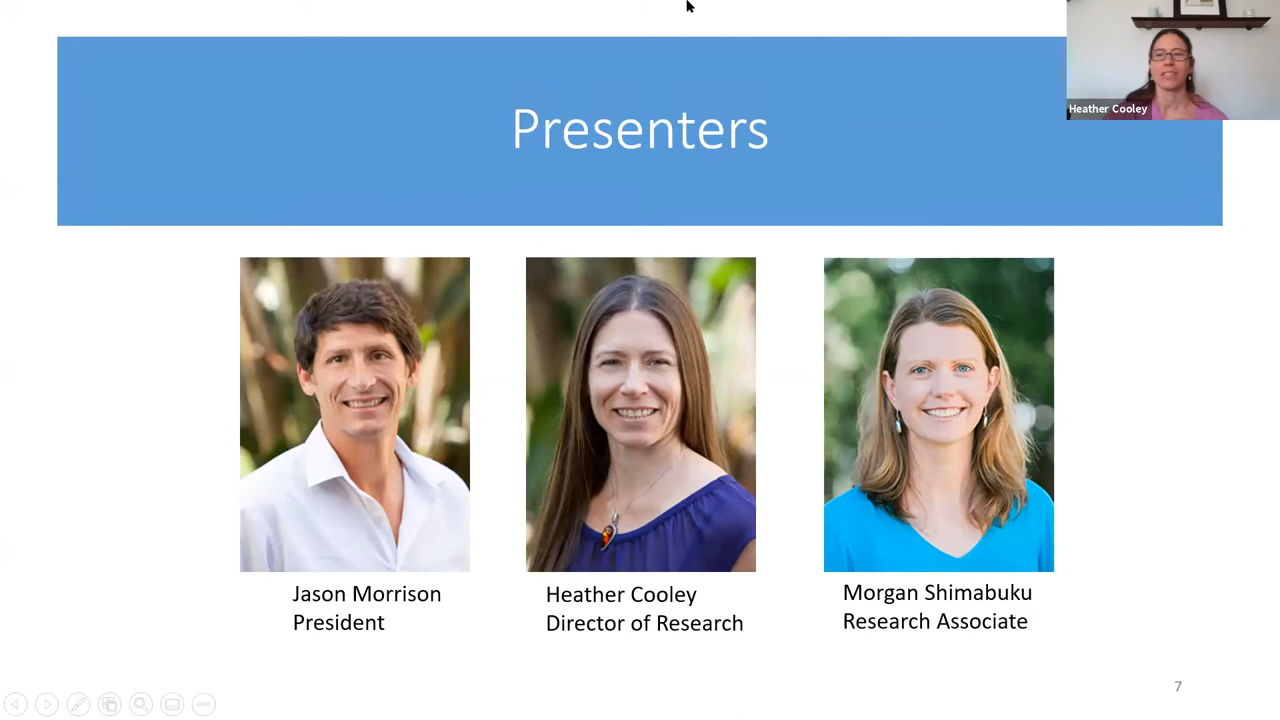 Heather Cooley
Presenters
Jason Morrison
President
Heather Cooley
Director of Research
Morgan Shimabuku
Research Associate
7